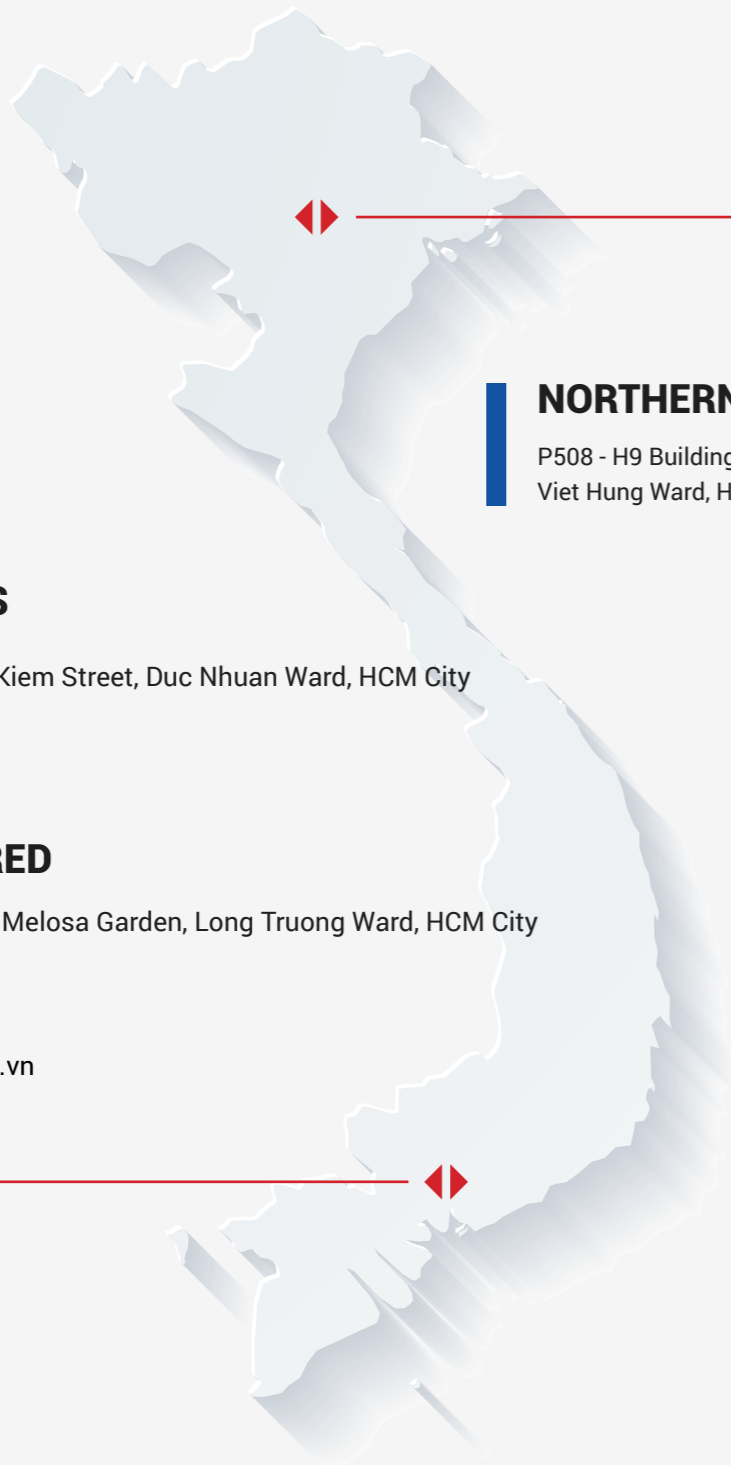 NORTHERN
P508 - H9 Building
Viet Hung Ward, H
S
Kiem Street, Duc Nhuan Ward, HCM City
RED
Melosa Garden, Long Truong Ward, HCM City
.vn